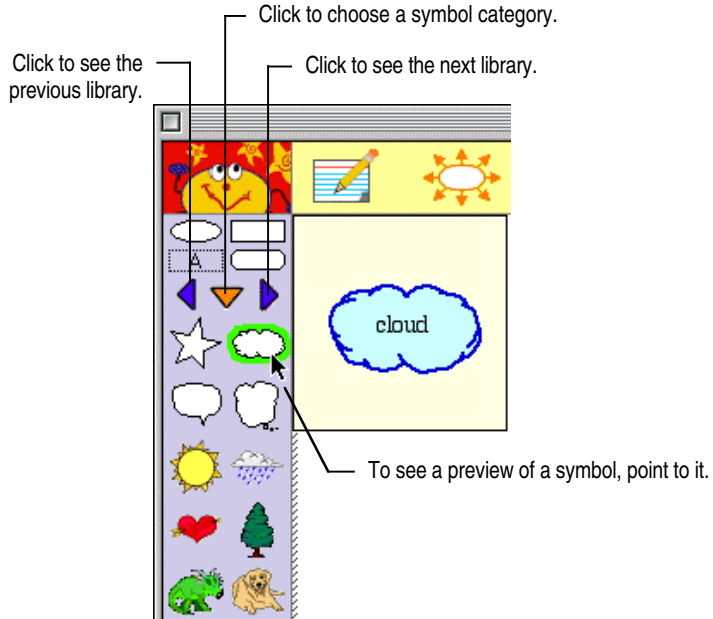 Click to choose a symbol category.
Click to see the
previous library.
Click to see the next library.
A
cloud
To see a preview of a symbol, point to it.